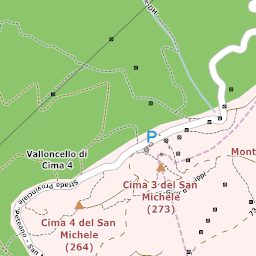 P
Valloncello di
Cima 4
Strada Provinciale
Mont
Cima 3 del San
Michele
(273)
Cima 4 del San
Michele
(264)